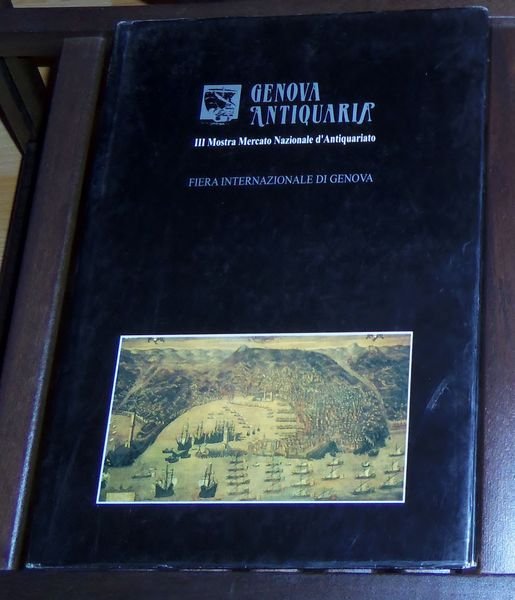 GENOVA
ANTIQUARIA
III Mostra Mercato Nazionale d'Antiquariato
FIERA INTERNAZIONALE DI GENOVA